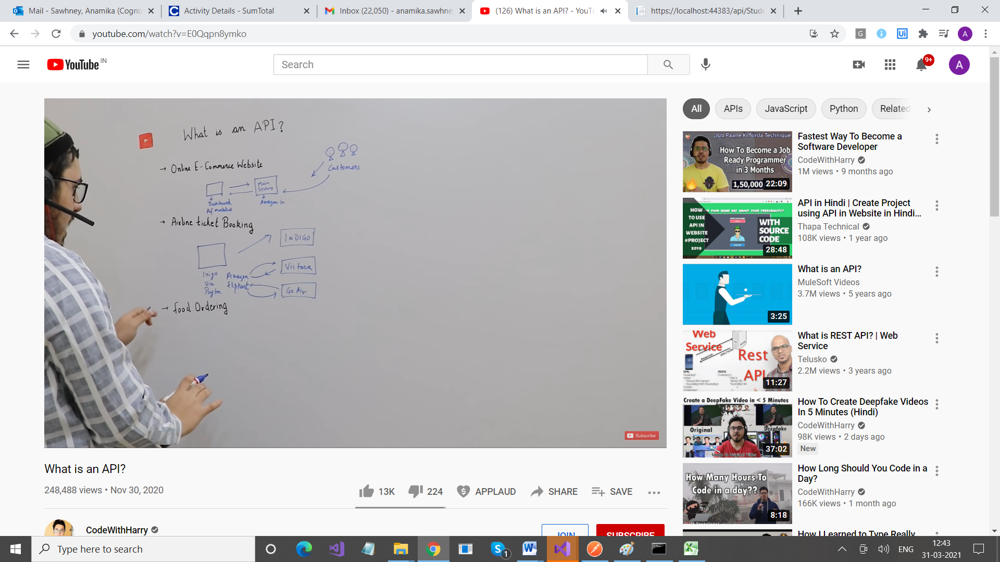 Mail - Sawhney, Anamika (Cogniz
Activity Details - SumTotal
Inbox (22,050) - anamika.sawhne
(126) What is an API? - YouTu
https://localhost:44383/api/Stude
youtube.com/watch?v=E0Qqpn8ymko
G
Ui
A
YouTube IN
Search
9+
A
What is an API?
→ Online E-Commerce Website
Customers
Main
Systems
Dashboard
Amazon.in
→ Airline ticket Booking
INDIGO
Vistara
Ixigo Amazon
Via Flipkart
Paytm
Go Air
→ Food Ordering
Subscribe
What is an API?
248,488 views • Nov 30, 2020
13K
224
APPLAUD
SHARE
SAVE
CodeWithHarry
JOIN
SUBSCRIBE
All
APIs
JavaScript
Python
Related
Job Paane Ki NinJa Technique
How To Become a Job
Ready Programmer
in 3 Months
1,50,000
22:09
Fastest Way To Become a
Software Developer
CodeWithHarry
1M views • 9 months ago
HOW
TO USE
API IN
WEBSITE
#PROJECT
2019
YOUR NAME SAY ABOUT YOUR PERSONALITY?
WITH
SOURCE
CODE
28:48
API in Hindi | Create Project
using API in Website in Hindi...
Thapa Technical
108K views • 1 year ago
3:25
What is an API?
MuleSoft Videos
3.7M views • 5 years ago
Web
Service
Rest
API
XML
JSON
11:27
What is REST API? | Web
Service
Telusko
2.2M views • 3 years ago
Create a DeepFake Video in < 5 Minutes
Original
Deepfake
Image To Original Video
37:02
How To Create Deepfake Videos
In 5 Minutes (Hindi)
CodeWithHarry
98K views • 2 days ago
New
How Many Hours To
Code in a day??
8:18
How Long Should You Code in a
Day?
CodeWithHarry
166K views • 1 month ago
How I Learned to Type Really
Type here to search
1
ENG
12:43
31-03-2021